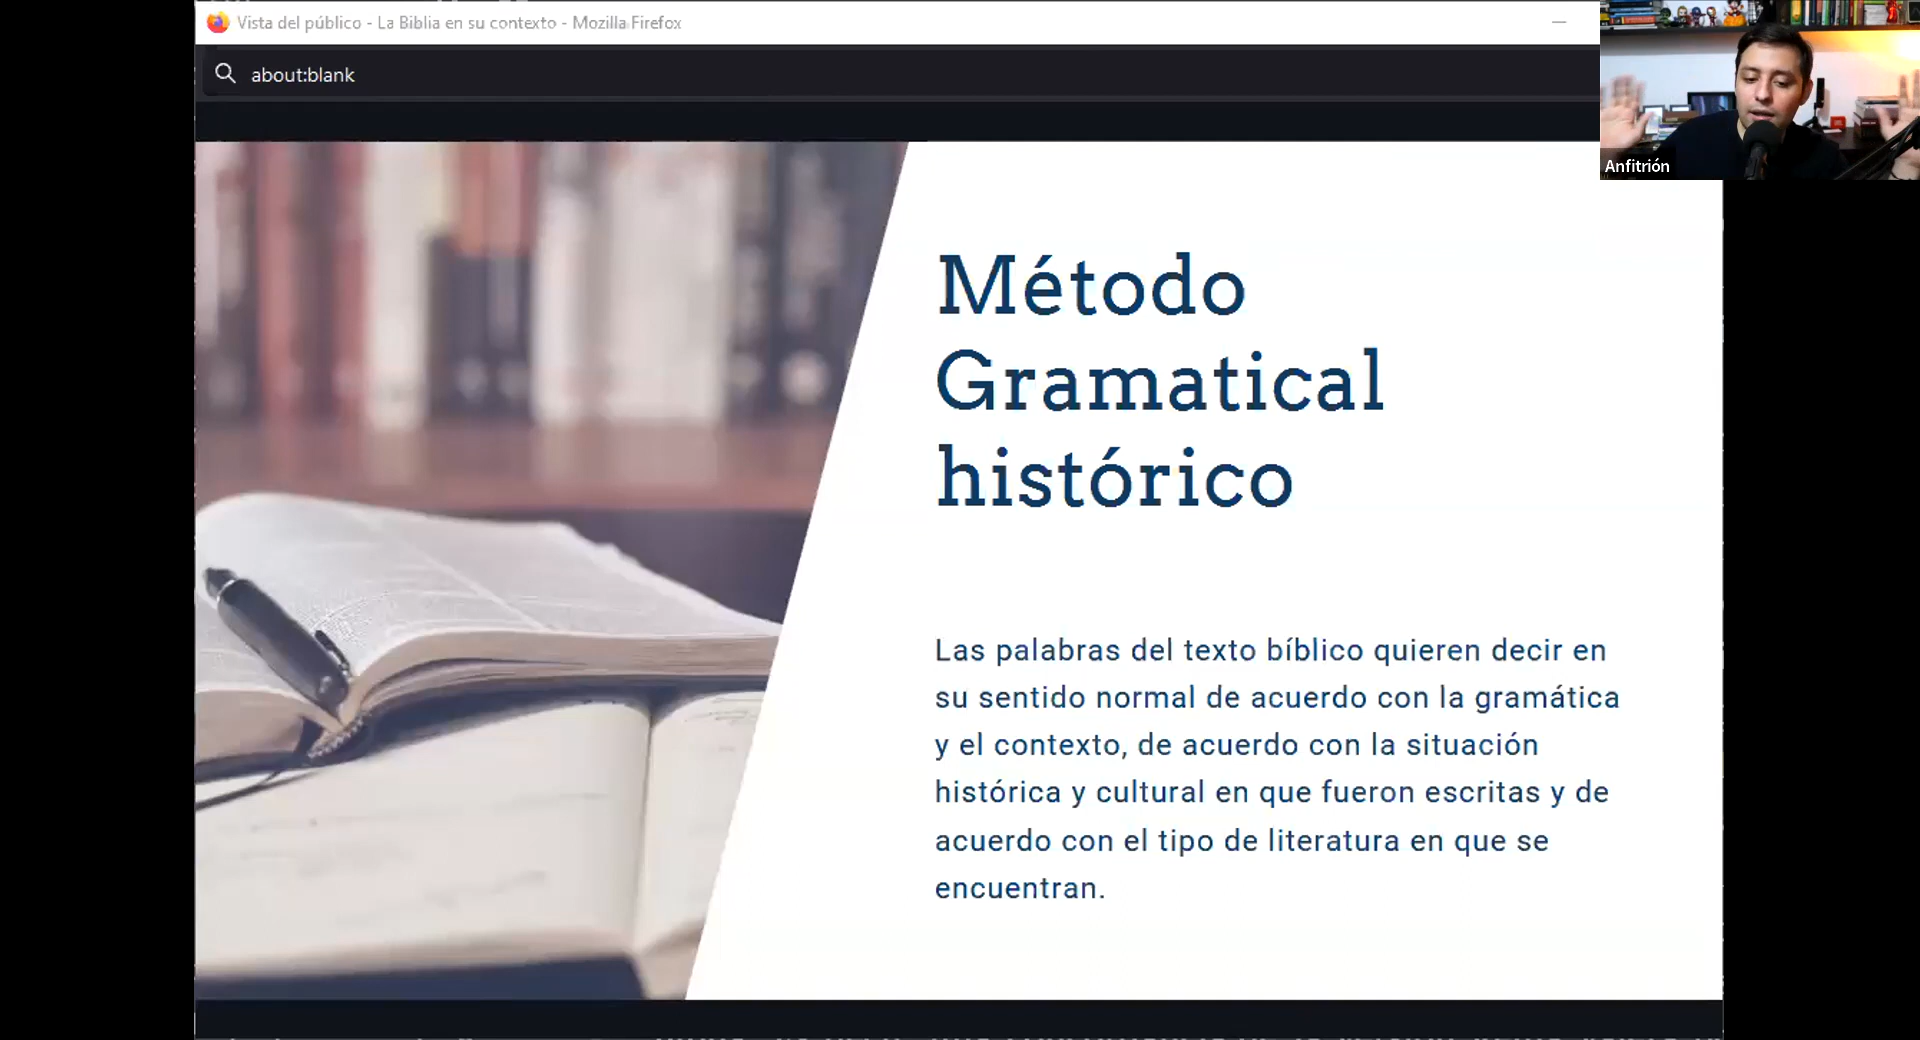 Vista del público - La Biblia en su contexto - Mozilla Firefox
about:blank
Anfitrión
Método
Gramatical
histórico
Las palabras del texto bíblico quieren decir en
su sentido normal de acuerdo con la gramática
y el contexto, de acuerdo con la situación
histórica y cultural en que fueron escritas y de
acuerdo con el tipo de literatura en que se
encuentran.